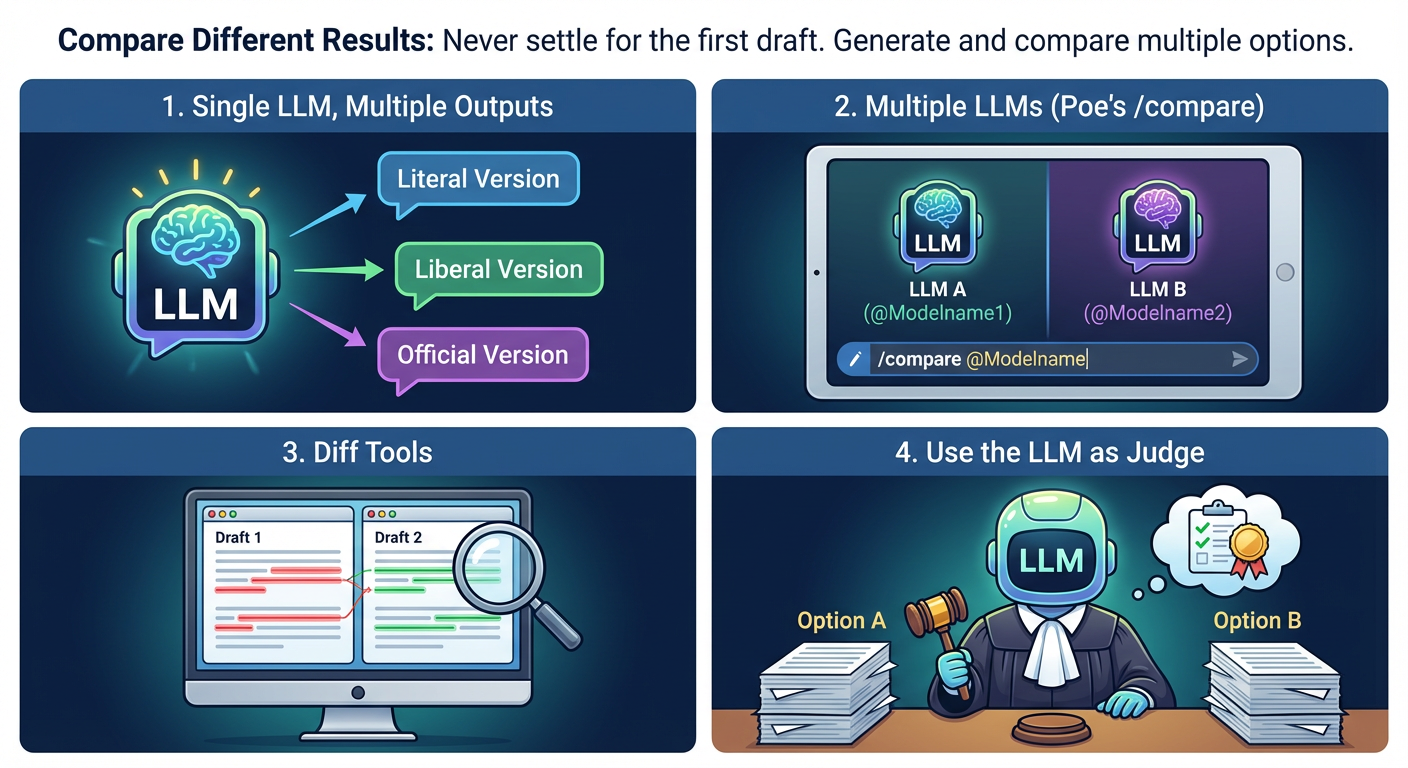 Compare Different Results: Never settle for the first draft. Generate and compare multiple options.
1. Single LLM, Multiple Outputs
LLM
Literal Version
Liberal Version
Official Version
2. Multiple LLMs (Poe's /compare)
LLM
LLM A
(@Modelname1)
LLM
LLM B
(@Modelname2)
/compare @Modelname
3. Diff Tools
Draft 1
Draft 2
4. Use the LLM as Judge
LLM
Option A
Option B